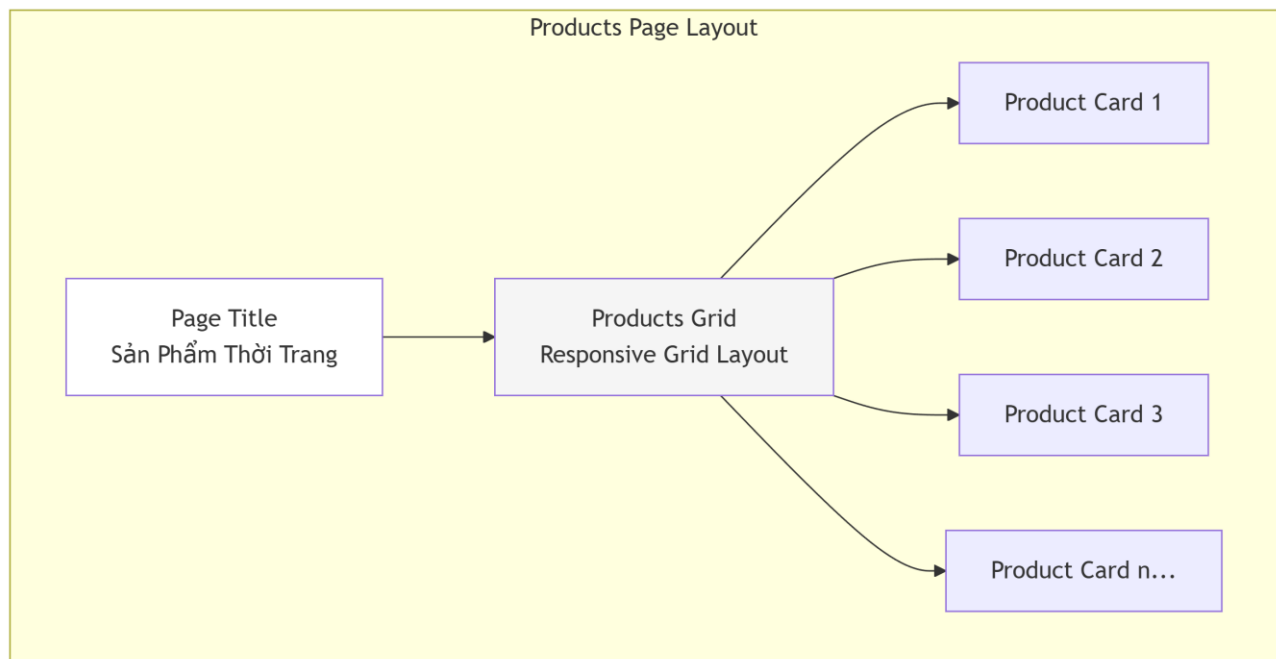 Products Page Layout
Product Card 1
Product Card 2
Page Title
Sản Phẩm Thời Trang
Products Grid
Responsive Grid Layout
Product Card 3
Product Card n...